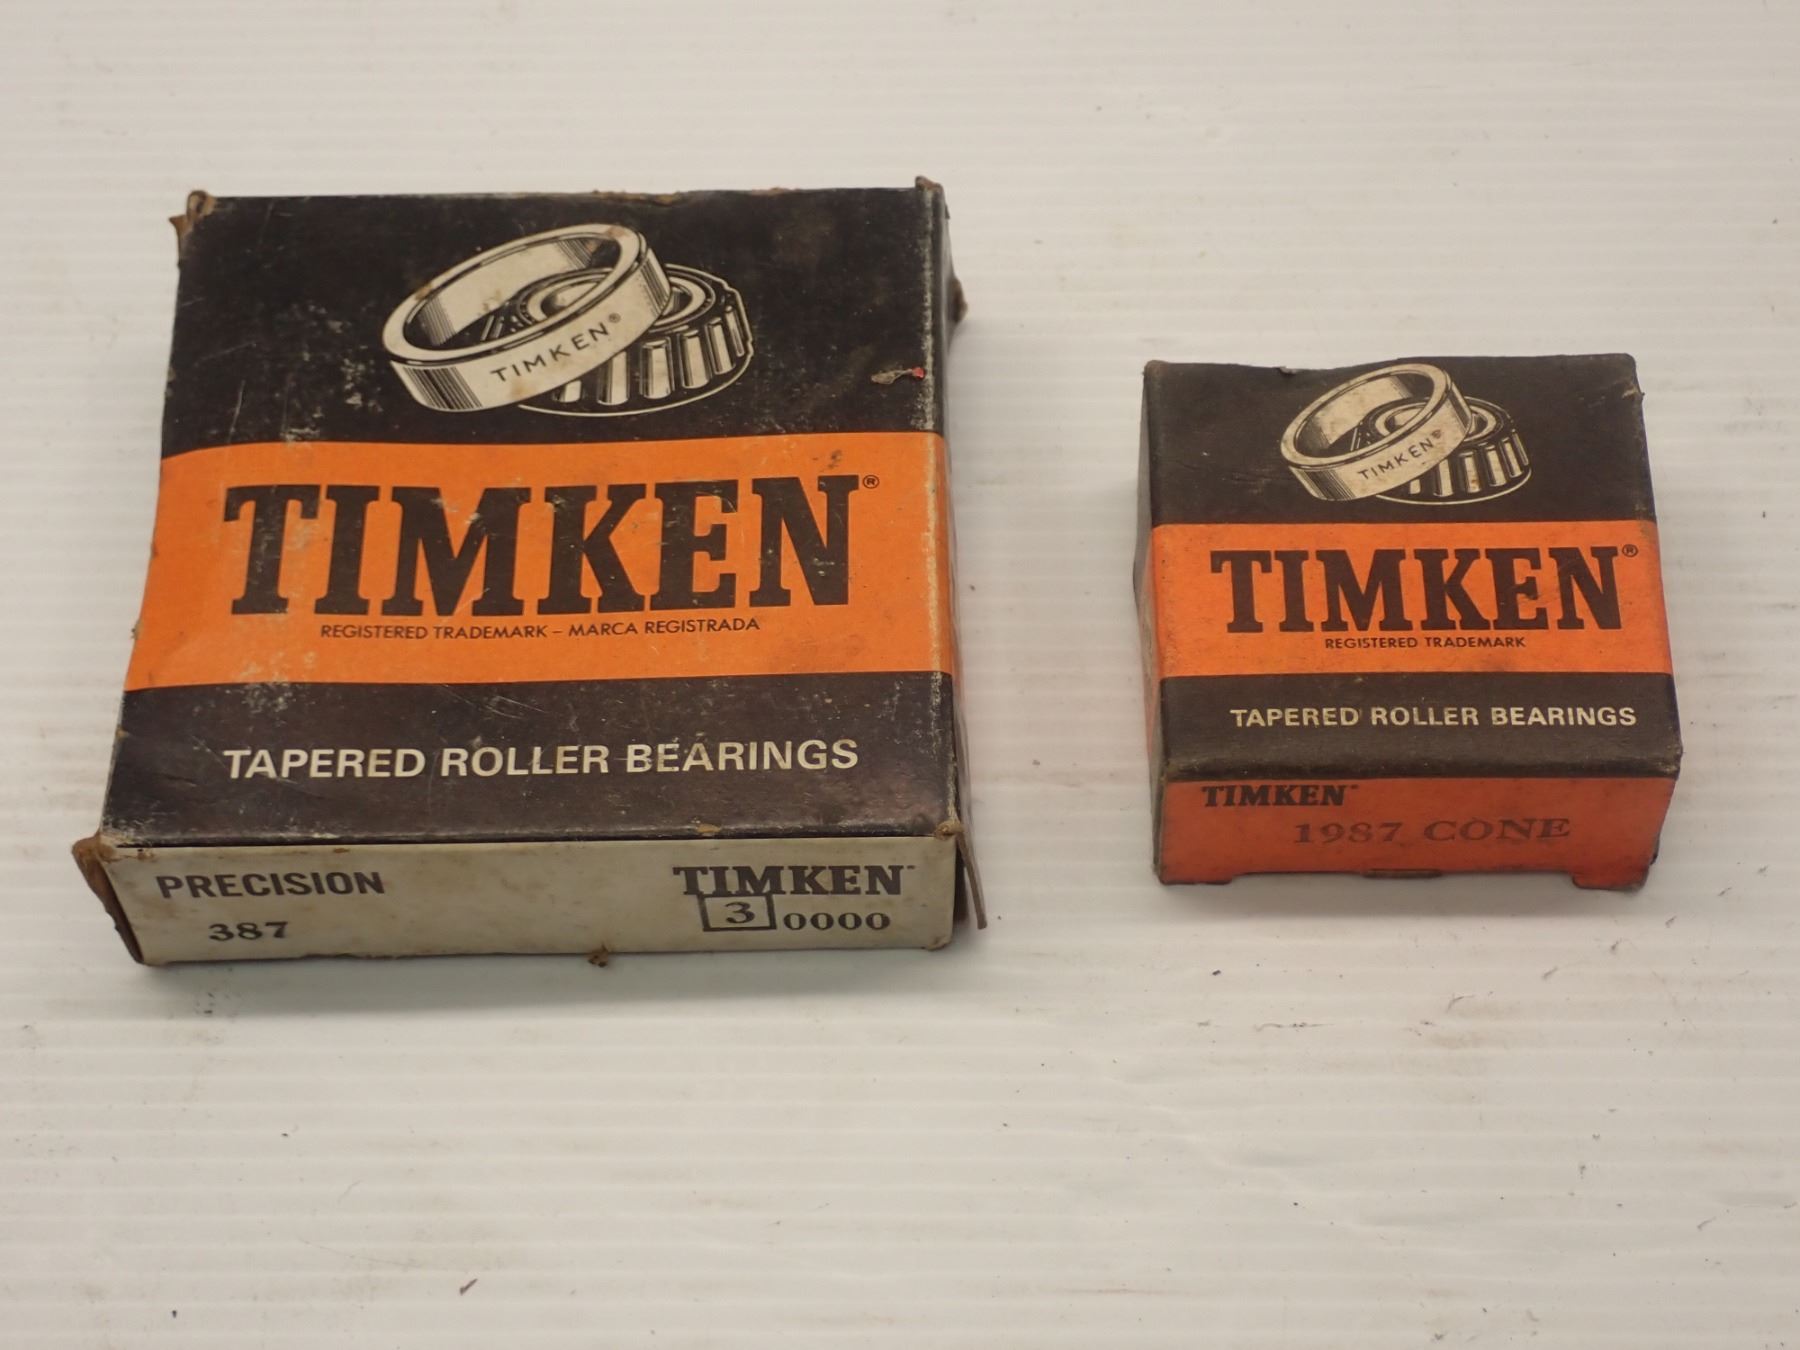 TIMKEN®
TIMKEN®
REGISTERED TRADEMARK – MARCA REGISTRADA
TAPERED ROLLER BEARINGS
PRECISION
387
TIMKEN
3 0000
TIMKEN®
TIMKEN®
REGISTERED TRADEMARK
TAPERED ROLLER BEARINGS
TIMKEN
1987 CONE